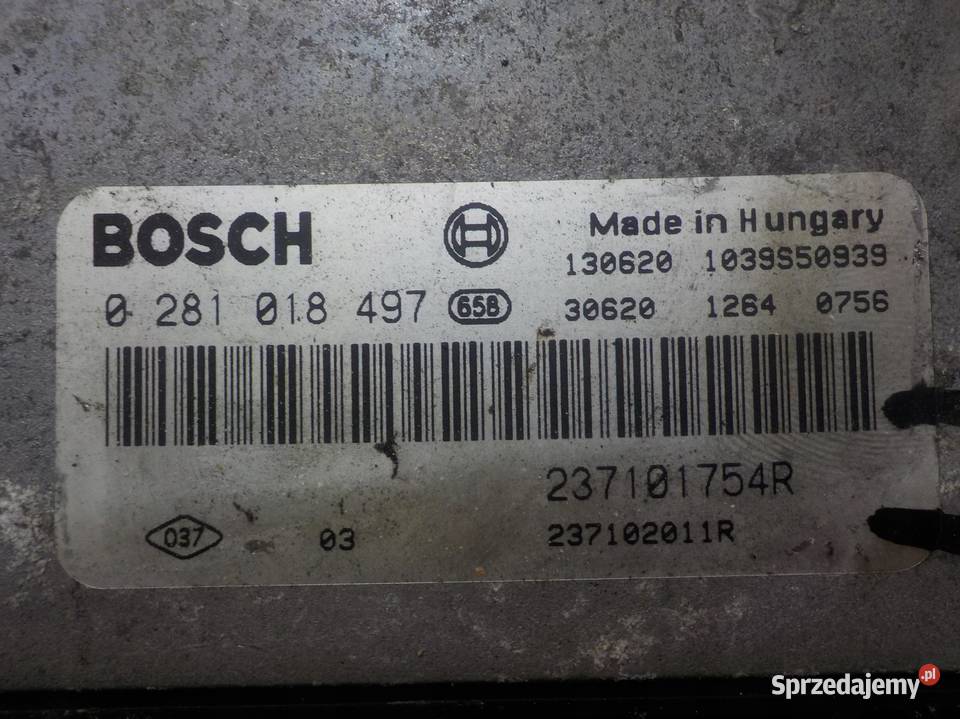 BOSCH
Made in Hungary
130620 1039S50939
0 281 018 497 65B 30620 1264 0756
237101754R
037 03 237102011R
Sprzedajemy.pl